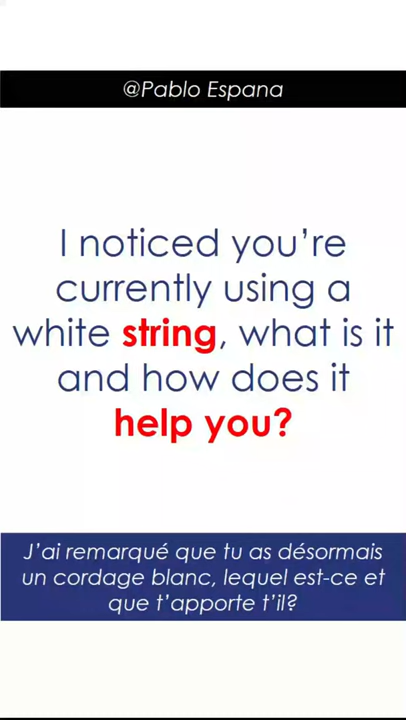 @Pablo Espana
I noticed you're
currently using a
white string, what is it
and how does it
help you?
J'ai remarqué que tu as désormais
un cordage blanc, lequel est-ce et
que t'apporte t'il?